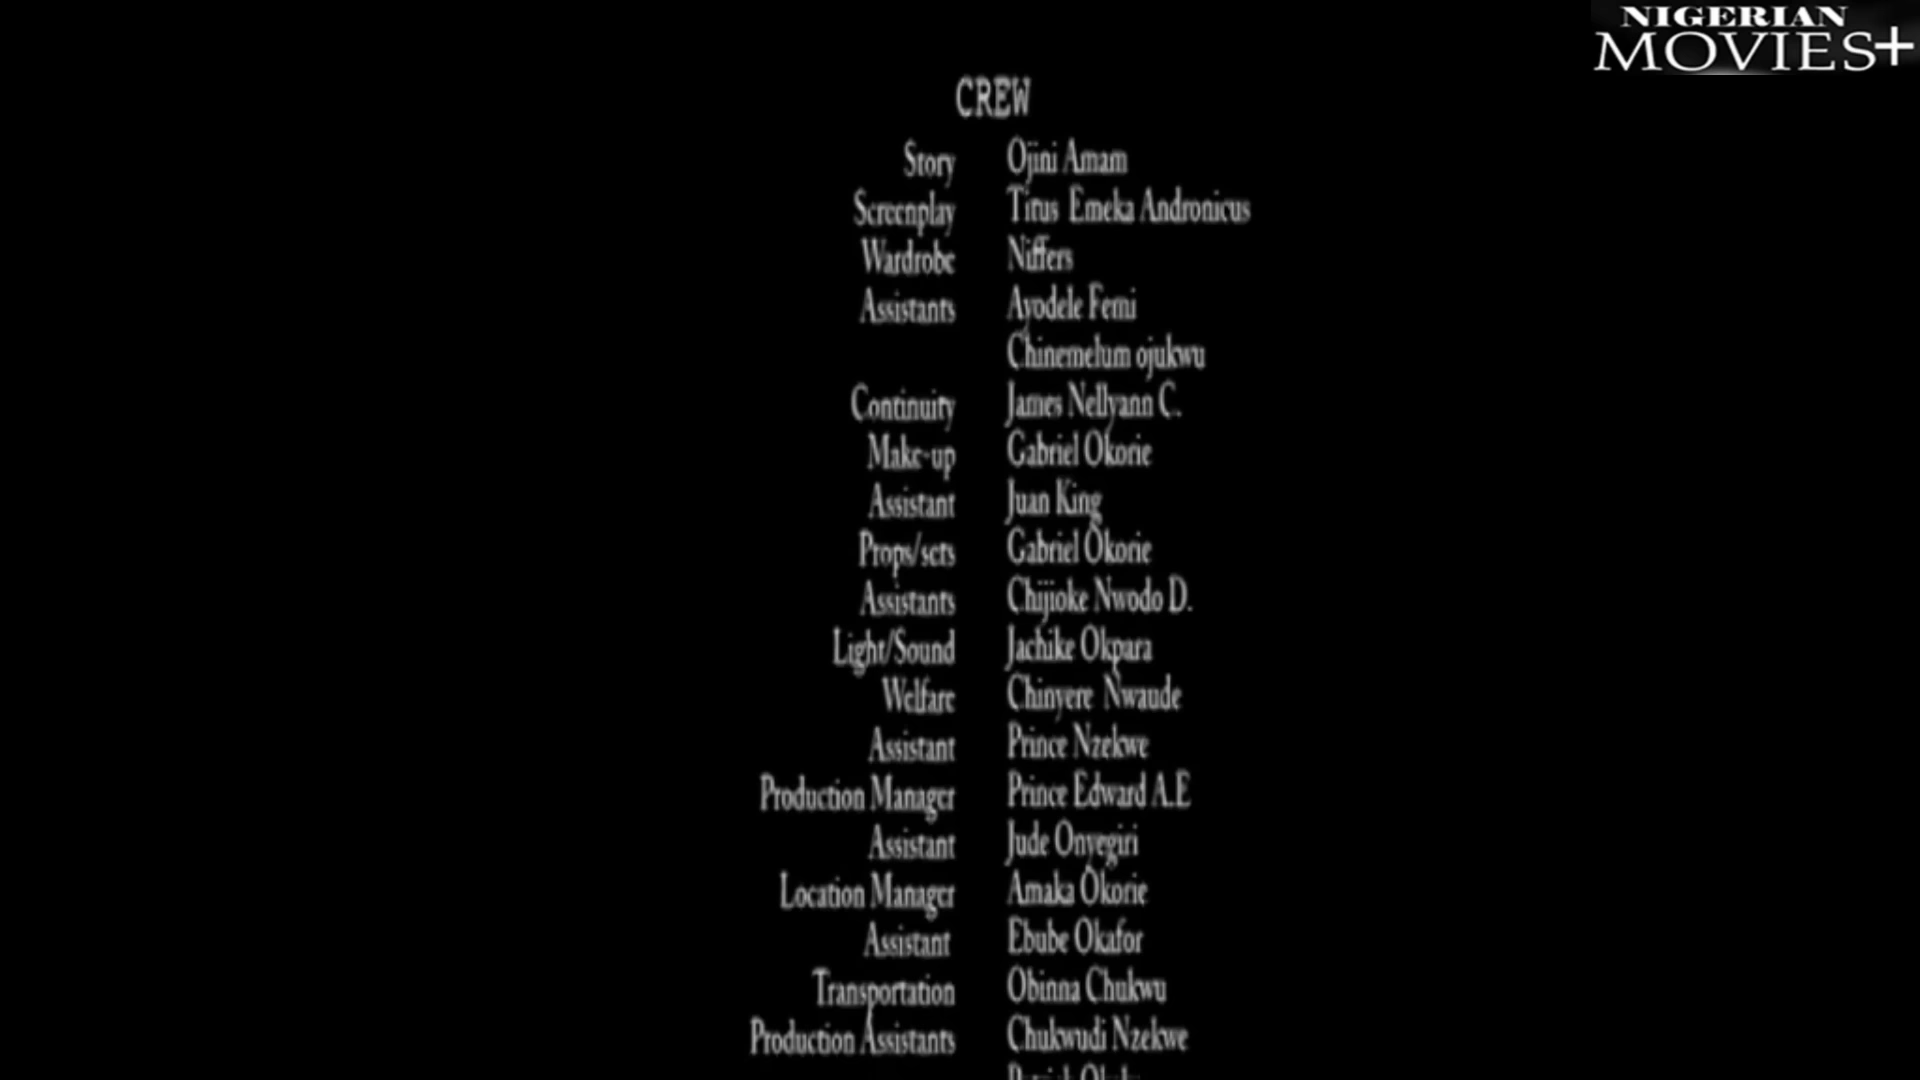 NIGERIAN
MOVIES+
CREW
Story Ojini Amam
Screenplay Titus Emeka Andronicus
Wardrobe Niffers
Assistants Ayodele Femi
Chinemelum ojukwu
Continuity James Nellyann C.
Make-up Gabriel Okorie
Assistant Juan King
Props/sets Gabriel Okorie
Assistants Chijioke Nwodo D.
Light/Sound Jachike Okpara
Welfare Chinyere Nwaude
Assistant Prince Nzekwe
Production Manager Prince Edward A.E
Assistant Jude Onyegiri
Location Manager Amaka Okorie
Assistant Ebube Okafor
Transportation Obinna Chukwu
Production Assistants Chukwudi Nzekwe